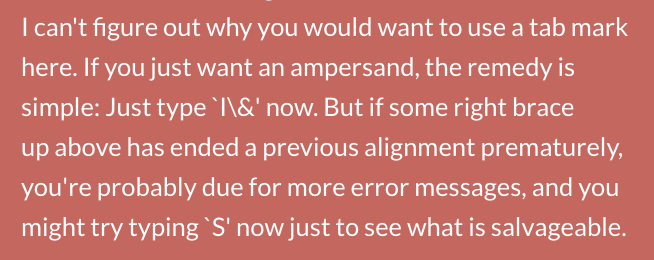 I can't figure out why you would want to use a tab mark
here. If you just want an ampersand, the remedy is
simple: Just type `I\&' now. But if some right brace
up above has ended a previous alignment prematurely,
you're probably due for more error messages, and you
might try typing `S' now just to see what is salvageable.